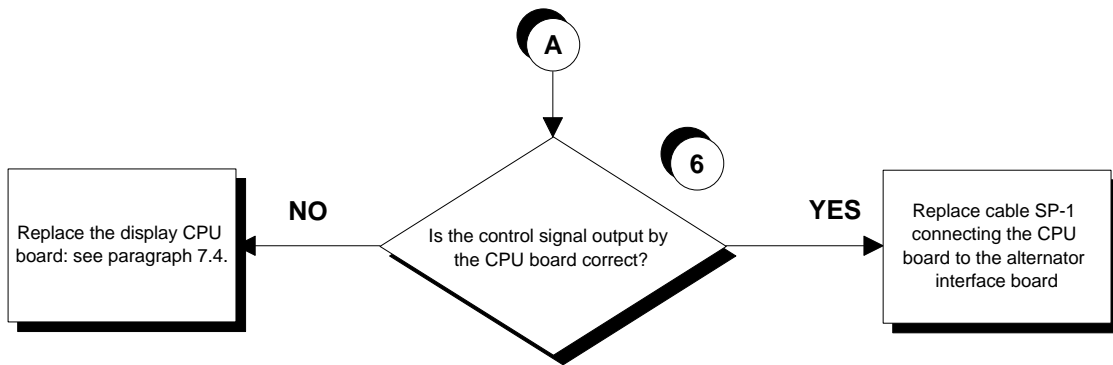 A
6
NO
YES
Replace the display CPU
board: see paragraph 7.4.
Is the control signal output by
the CPU board correct?
Replace cable SP-1
connecting the CPU
board to the alternator
interface board